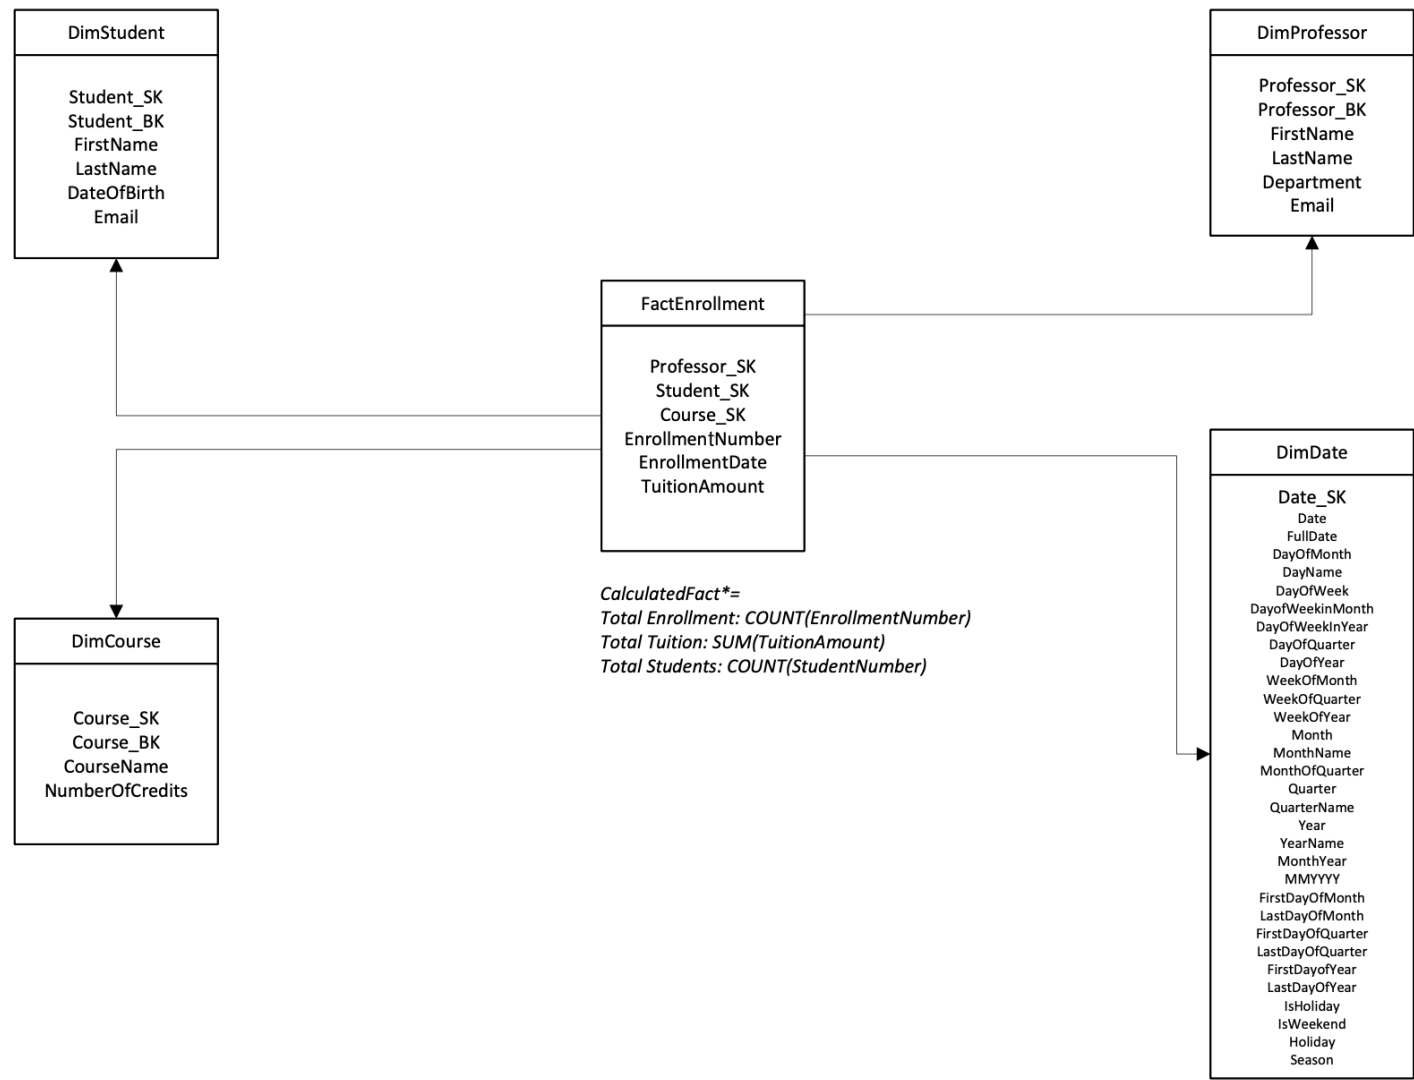 DimStudent
Student_SK
Student_BK
FirstName
LastName
DateOfBirth
Email
DimProfessor
Professor_SK
Professor_BK
FirstName
LastName
Department
Email
FactEnrollment
Professor_SK
Student_SK
Course_SK
EnrollmentNumber
EnrollmentDate
TuitionAmount
CalculatedFact*=
Total Enrollment: COUNT(EnrollmentNumber)
Total Tuition: SUM(TuitionAmount)
Total Students: COUNT(StudentNumber)
DimCourse
Course_SK
Course_BK
CourseName
NumberOfCredits
DimDate
Date_SK
Date
FullDate
DayOfMonth
DayName
DayOfWeek
DayofWeekinMonth
DayOfWeekInYear
DayOfQuarter
DayOfYear
WeekOfMonth
WeekOfQuarter
WeekOfYear
Month
MonthName
MonthOfQuarter
Quarter
QuarterName
Year
YearName
MonthYear
MMYYYY
FirstDayOfMonth
LastDayOfMonth
FirstDayOfQuarter
LastDayOfQuarter
FirstDayofYear
LastDayOfYear
IsHoliday
IsWeekend
Holiday
Season